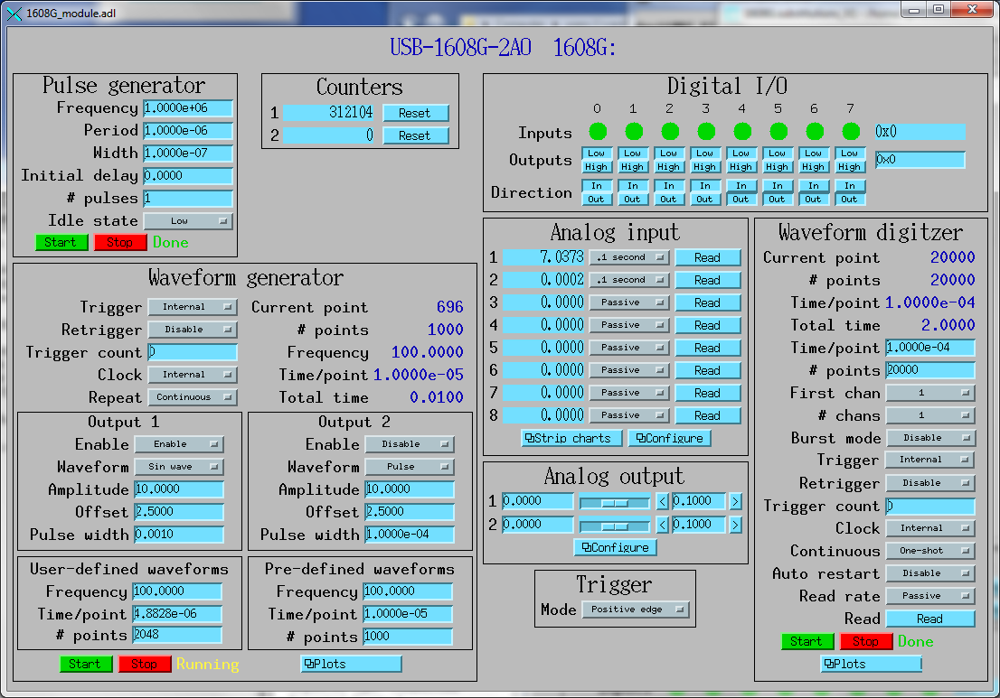 1608G_module.adl
USB-1608G-2AO 1608G:
Pulse generator
Frequency 1.0000e+06
Period 1.0000e-06
Width 1.0000e-07
Initial delay 0.0000
# pulses 1
Idle state Low
Start Stop Done
Counters
1 312104 Reset
2 0 Reset
Digital I/O
0 1 2 3 4 5 6 7
Inputs 0x0
Outputs Low Low Low Low Low Low Low Low 0x0
High High High High High High High High
Direction In In In In In In In In
Out Out Out Out Out Out Out Out
Waveform generator
Trigger Internal Current point 696
Retrigger Disable # points 1000
Trigger count 0 Frequency 100.0000
Clock Internal Time/point 1.0000e-05
Repeat Continuous Total time 0.0100
Output 1
Enable Enable
Waveform Sin wave
Amplitude 10.0000
Offset 2.5000
Pulse width 0.0010
Output 2
Enable Disable
Waveform Pulse
Amplitude 10.0000
Offset 2.5000
Pulse width 1.0000e-04
User-defined waveforms
Frequency 100.0000
Time/point 4.8828e-06
# points 2048
Pre-defined waveforms
Frequency 100.0000
Time/point 1.0000e-05
# points 1000
Start Stop Running Plots
Analog input
1 7.0373 .1 second Read
2 0.0002 .1 second Read
3 0.0000 Passive Read
4 0.0000 Passive Read
5 0.0000 Passive Read
6 0.0000 Passive Read
7 0.0000 Passive Read
8 0.0000 Passive Read
Strip charts Configure
Analog output
1 0.0000 < 0.1000 >
2 0.0000 < 0.1000 >
Configure
Trigger
Mode Positive edge
Waveform digitzer
Current point 20000
# points 20000
Time/point 1.0000e-04
Total time 2.0000
Time/point 1.0000e-04
# points 20000
First chan 1
# chans 1
Burst mode Disable
Trigger Internal
Retrigger Disable
Trigger count 0
Clock Internal
Continuous One-shot
Auto restart Disable
Read rate Passive
Read Read
Start Stop Done
Plots